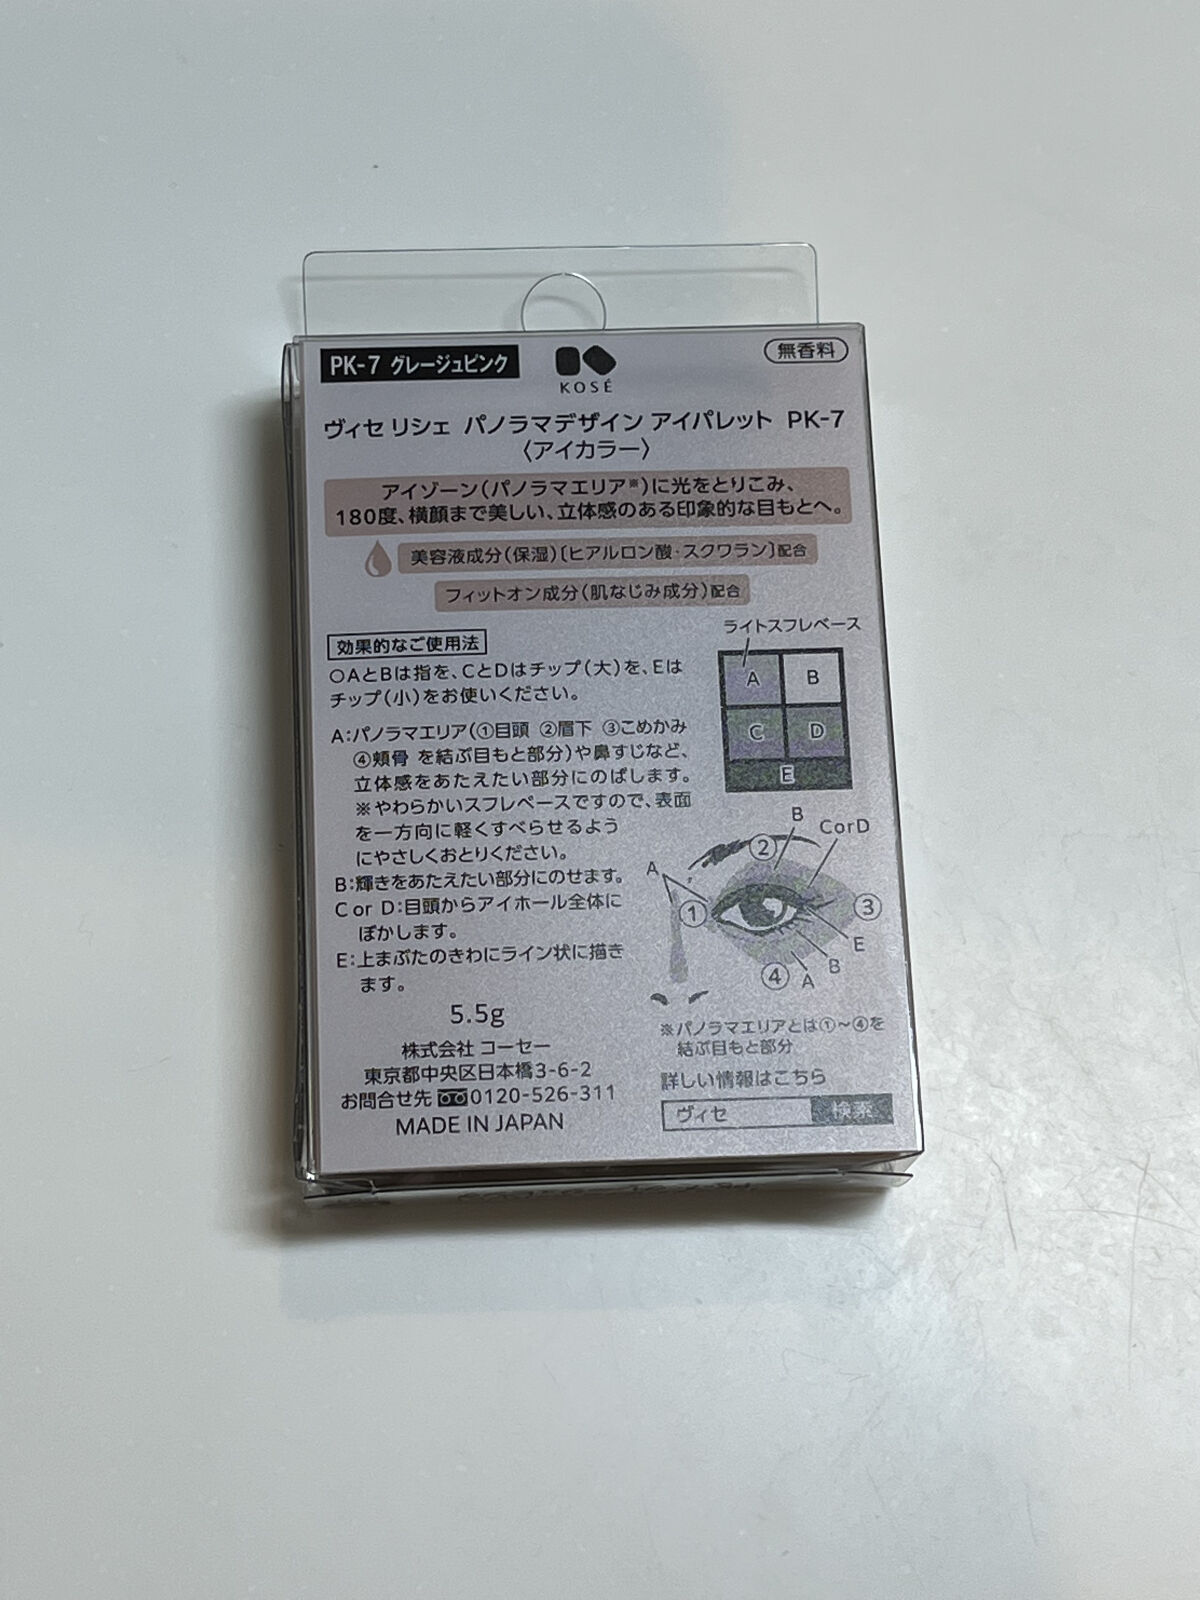 PK-7 グレージュピンク
KOSÉ
無香料
ヴィセ リシェ パノラマデザイン アイパレット PK-7
〈アイカラー〉
アイゾーン(パノラマエリア※)に光をとりこみ、
180度、横顔まで美しい、立体感のある印象的な目もとへ。
美容液成分(保湿)〔ヒアルロン酸・スクワラン〕配合
フィットオン成分(肌なじみ成分)配合
効果的なご使用法
○AとBは指を、CとDはチップ(大)を、Eは
チップ(小)をお使いください。
A:パノラマエリア(①目頭 ②眉下 ③こめかみ
④頬骨 を結ぶ目もと部分)や鼻すじなど、
立体感をあたえたい部分にのばします。
※やわらかいスフレベースですので、表面
を一方向に軽くすべらせるよう
にやさしくおとりください。
B:輝きをあたえたい部分にのせます。
C or D:目頭からアイホール全体に
ぼかします。
E:上まぶたのきわにライン状に描き
ます。
5.5g
株式会社 コーセー
東京都中央区日本橋3-6-2
お問合せ先 0120-526-311
MADE IN JAPAN
ライトスフレベース
A B
C D
E
B
C or D
②
A
①
③
E
B
④ A
※パノラマエリアとは①〜④を
結ぶ目もと部分
詳しい情報はこちら
ヴィセ 検索